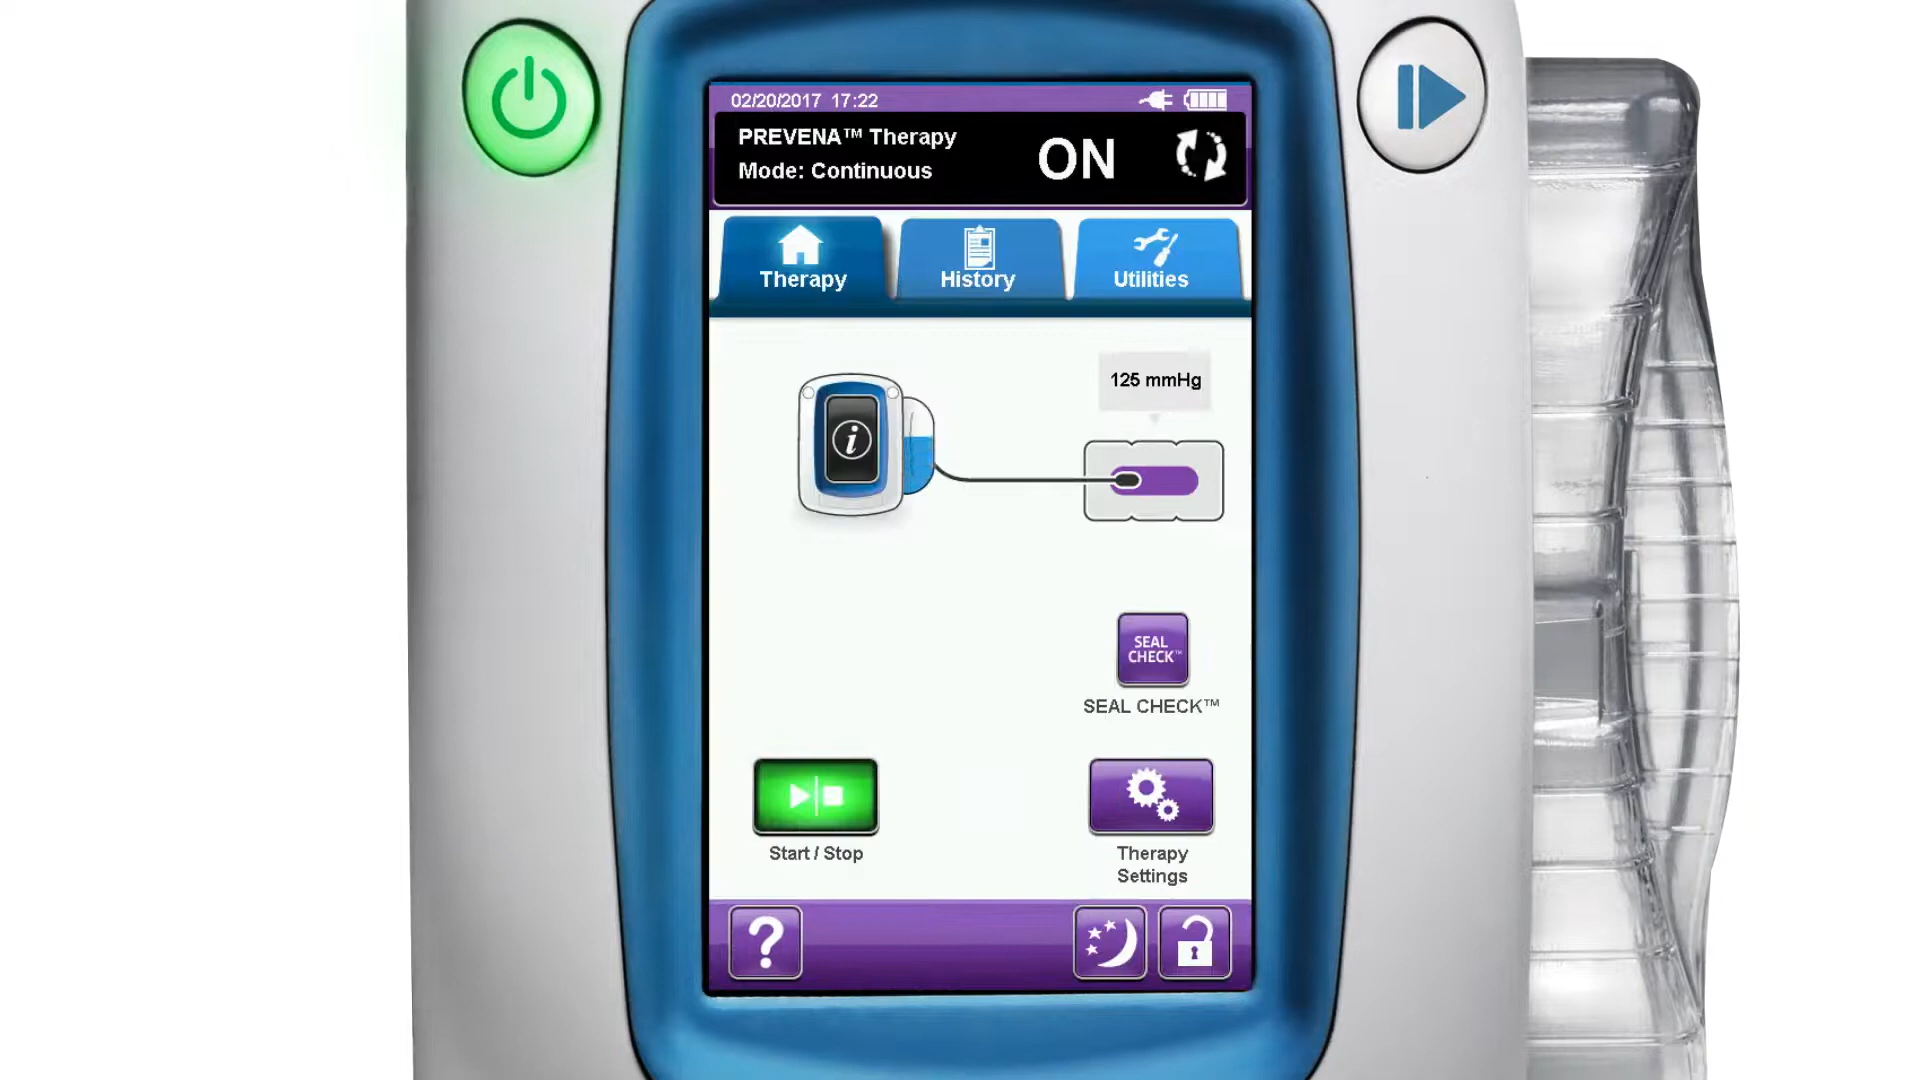 02/20/2017 17:22
PREVENA™ Therapy
Mode: Continuous
ON
Therapy
History
Utilities
125 mmHg
i
SEAL
CHECK™
SEAL CHECK™
Start / Stop
Therapy
Settings
?